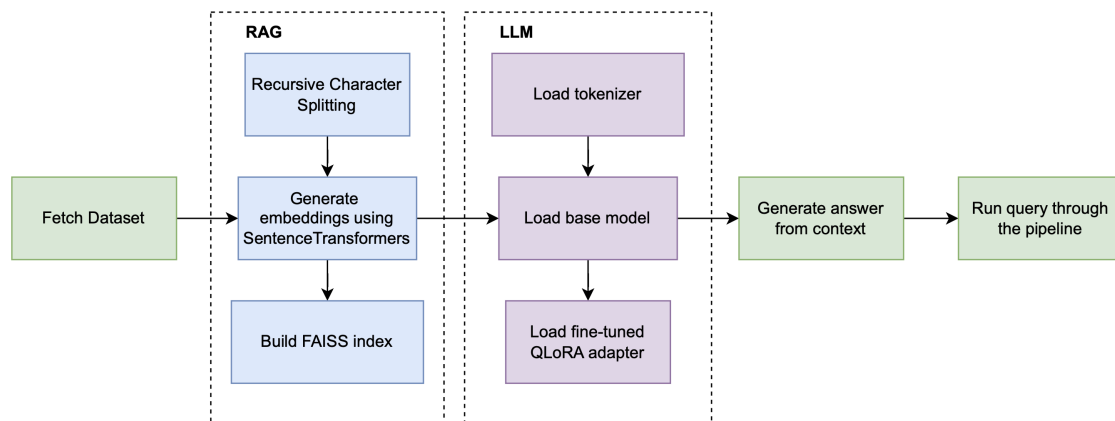 RAG
Recursive Character
Splitting
Generate
embeddings using
SentenceTransformers
Build FAISS index
LLM
Load tokenizer
Load base model
Load fine-tuned
QLoRA adapter
Fetch Dataset
Generate answer
from context
Run query through
the pipeline